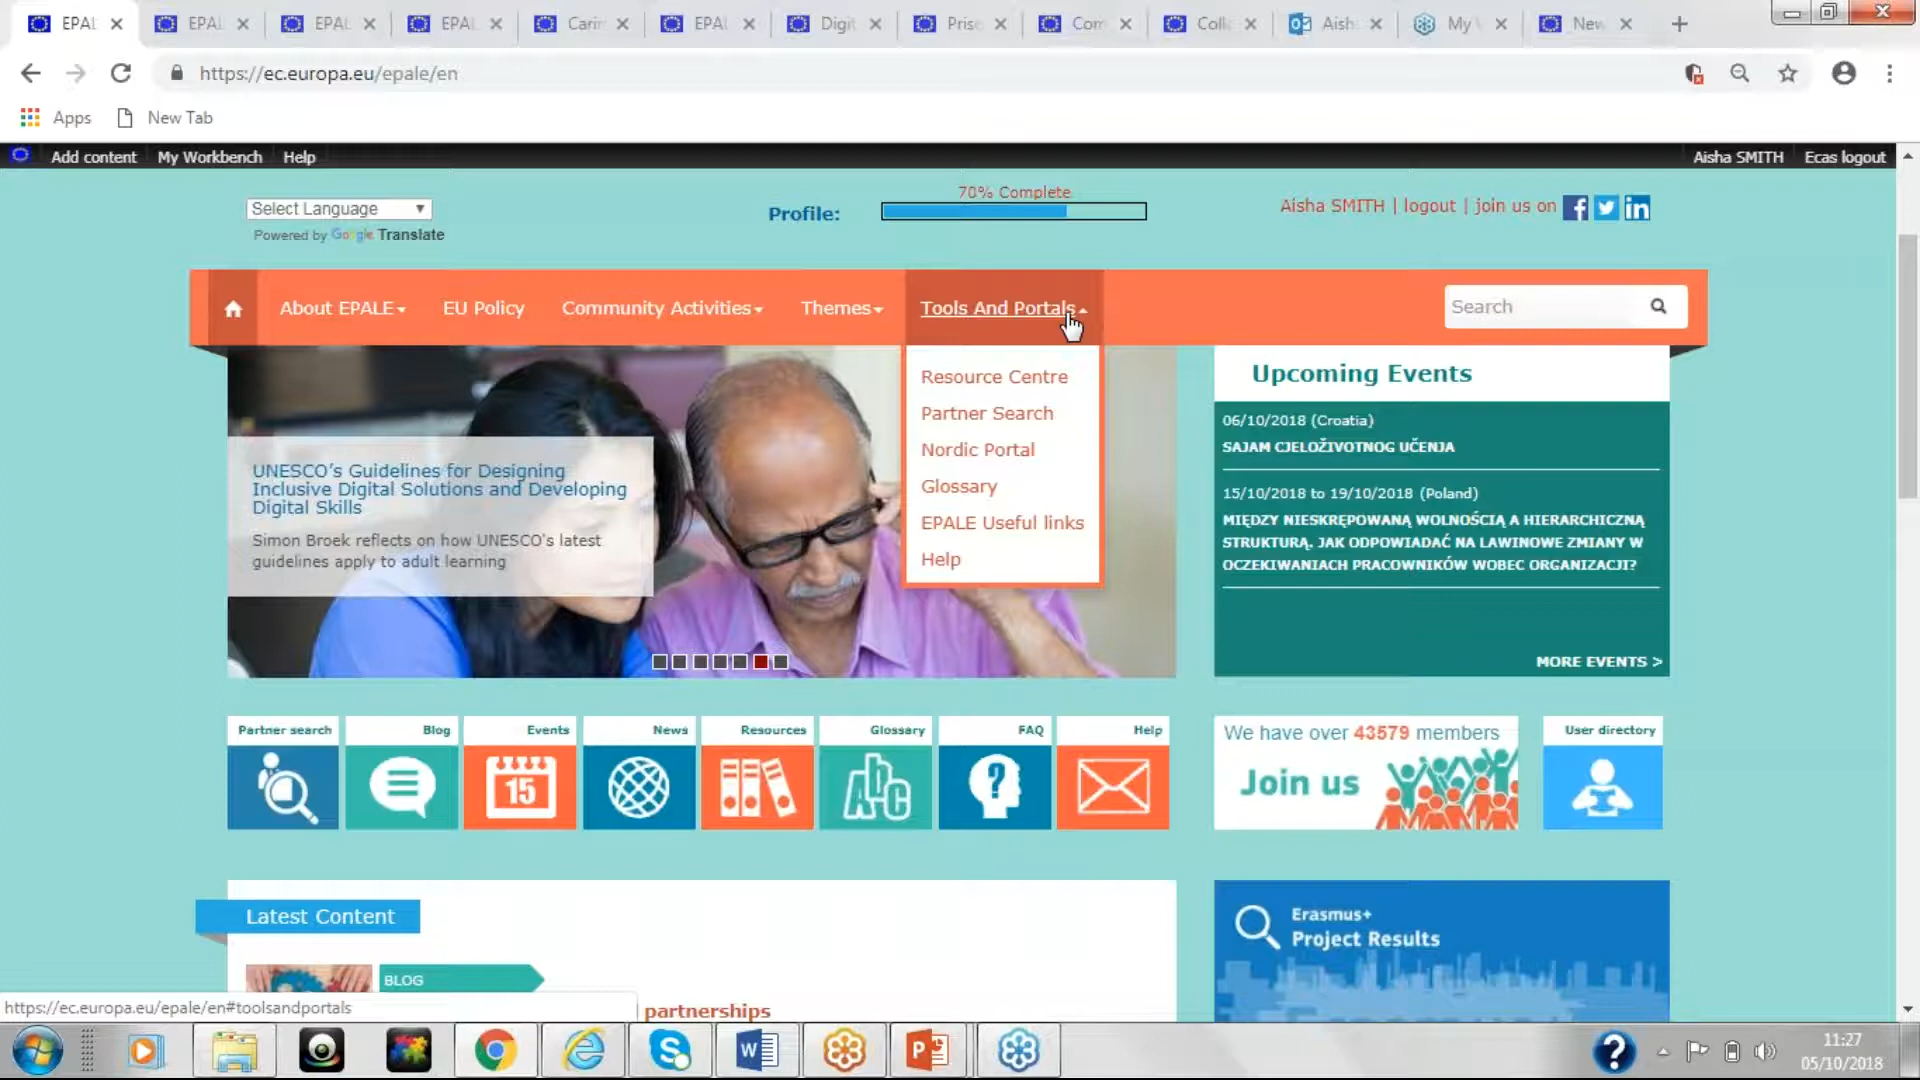 EPAL EPAL EPAL EPAL Carin EPAL Digit Prise Com Colla Aish My New
https://ec.europa.eu/epale/en
Apps New Tab
Add content My Workbench Help Aisha SMITH Ecas logout
Select Language
Powered by Google Translate
Profile:
70% Complete
Aisha SMITH | logout | join us on
About EPALE EU Policy Community Activities Themes Tools And Portals
Search
Resource Centre
Partner Search
Nordic Portal
Glossary
EPALE Useful links
Help
UNESCO's Guidelines for Designing
Inclusive Digital Solutions and Developing
Digital Skills
Simon Broek reflects on how UNESCO's latest
guidelines apply to adult learning
Upcoming Events
06/10/2018 (Croatia)
SAJAM CJELOŽIVOTNOG UČENJA
15/10/2018 to 19/10/2018 (Poland)
MIĘDZY NIESKRĘPOWANĄ WOLNOŚCIĄ A HIERARCHICZNĄ
STRUKTURĄ. JAK ODPOWIADAĆ NA LAWINOWE ZMIANY W
OCZEKIWANIACH PRACOWNIKÓW WOBEC ORGANIZACJI?
MORE EVENTS >
Partner search Blog Events News Resources Glossary FAQ Help
15
AbC
We have over 43579 members
Join us
User directory
Latest Content
BLOG
partnerships
Erasmus+
Project Results
https://ec.europa.eu/epale/en#toolsandportals
11:27
05/10/2018